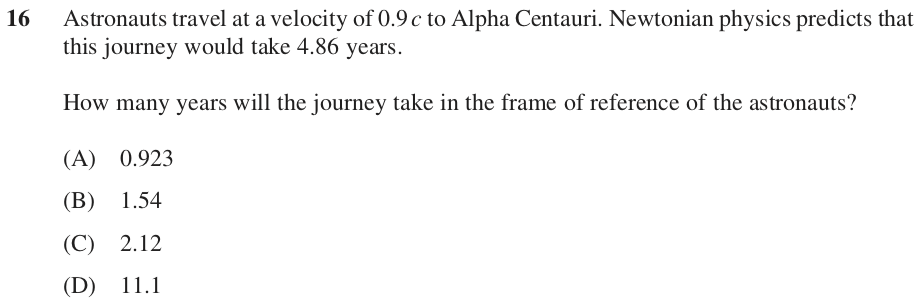 16 Astronauts travel at a velocity of 0.9 c to Alpha Centauri. Newtonian physics predicts that
this journey would take 4.86 years.
How many years will the journey take in the frame of reference of the astronauts?
(A) 0.923
(B) 1.54
(C) 2.12
(D) 11.1